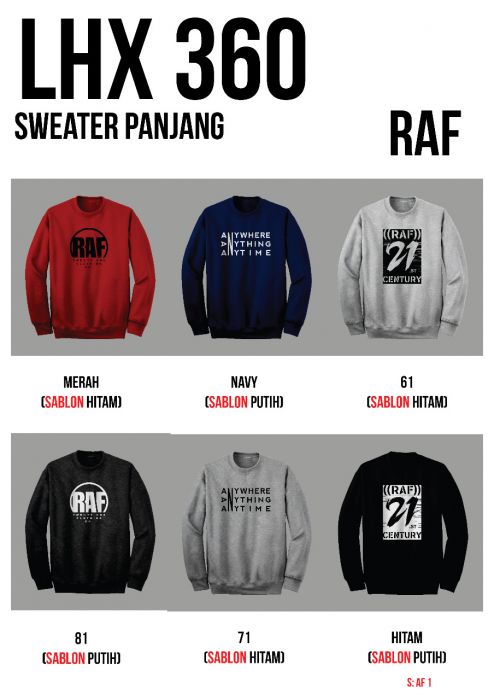 LHX 360
SWEATER PANJANG
RAF
RAF
ANYWHERE
ANYTHING
ANYTIME
((RAF))
21
.ST
CENTURY
MERAH
(SABLON HITAM)
NAVY
(SABLON PUTIH)
61
(SABLON HITAM)
RAF
ANYWHERE
ANYTHING
ANYTIME
((RAF))
21
.ST
CENTURY
81
(SABLON PUTIH)
71
(SABLON HITAM)
HITAM
(SABLON PUTIH)
S: AF 1